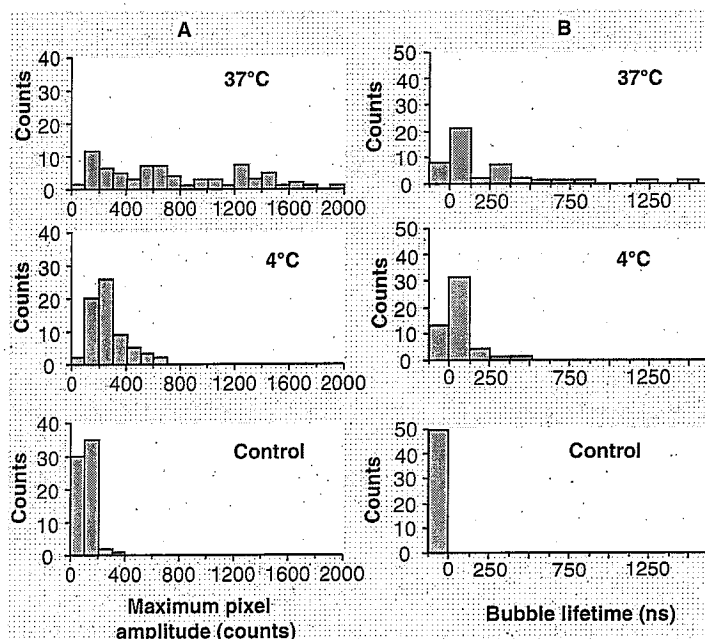 A
B
40
30
20
10
0
Counts
37°C
400 800 1200 1600 2000
50
40
30
20
10
0
Counts
37°C
0 250 750 1250
40
30
20
10
0
Counts
4°C
0 400 800 1200 1600 2000
50
40
30
20
10
0
Counts
4°C
0 250 750 1250
40
30
20
10
0
Counts
Control
0 400 800 1200 1600 2000
50
40
30
20
10
0
Counts
Control
0 250 750 1250
Maximum pixel
amplitude (counts)
Bubble lifetime (ns)